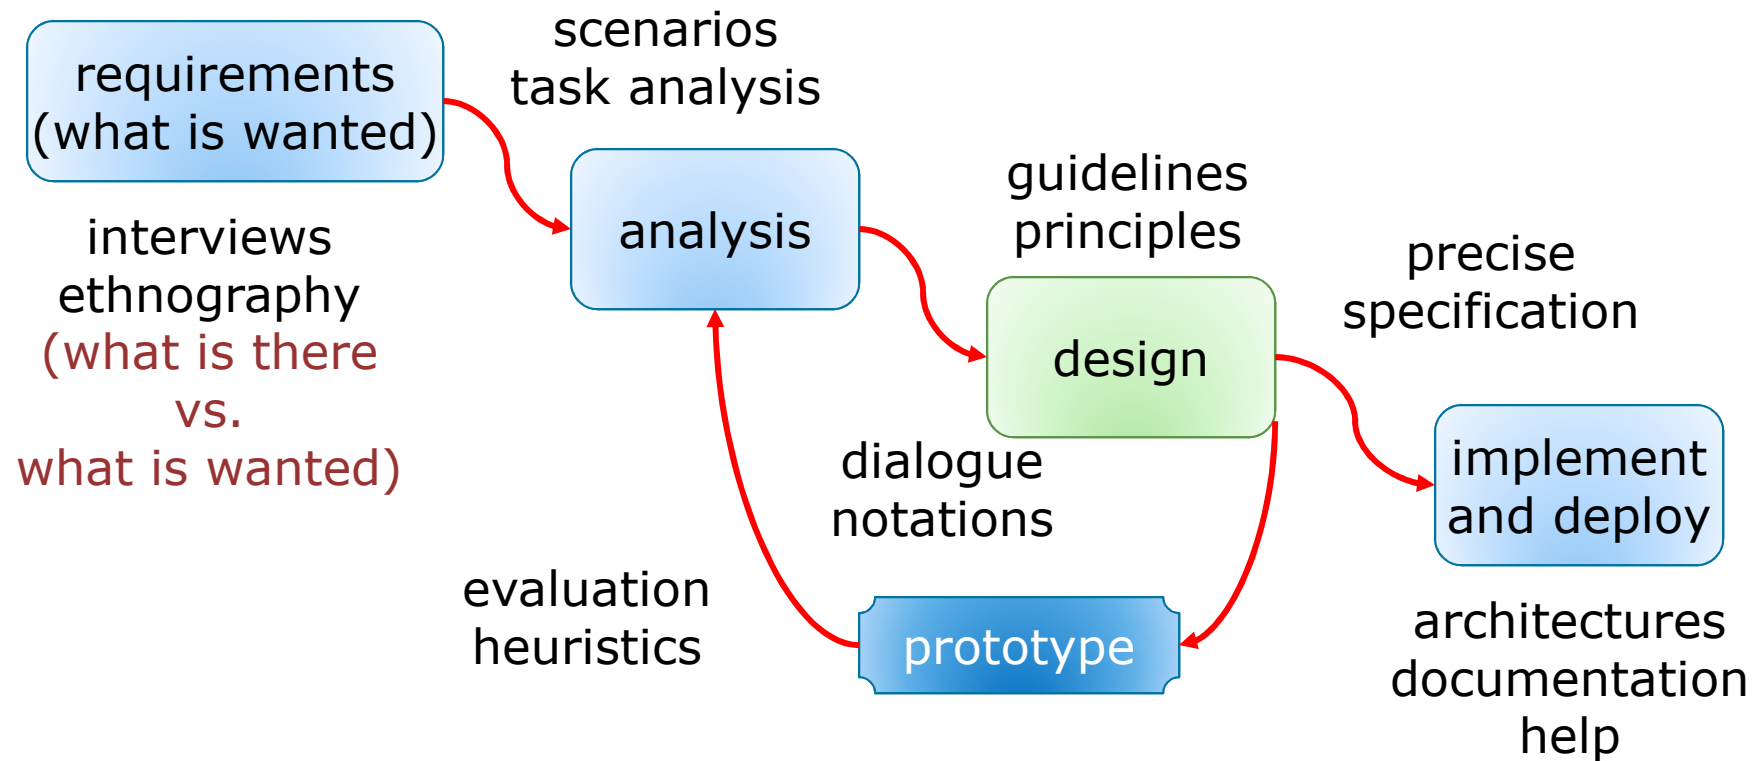 requirements
(what is wanted)
interviews
ethnography
(what is there
vs.
what is wanted)
scenarios
task analysis
analysis
guidelines
principles
design
precise
specification
dialogue
notations
evaluation
heuristics
prototype
implement
and deploy
architectures
documentation
help